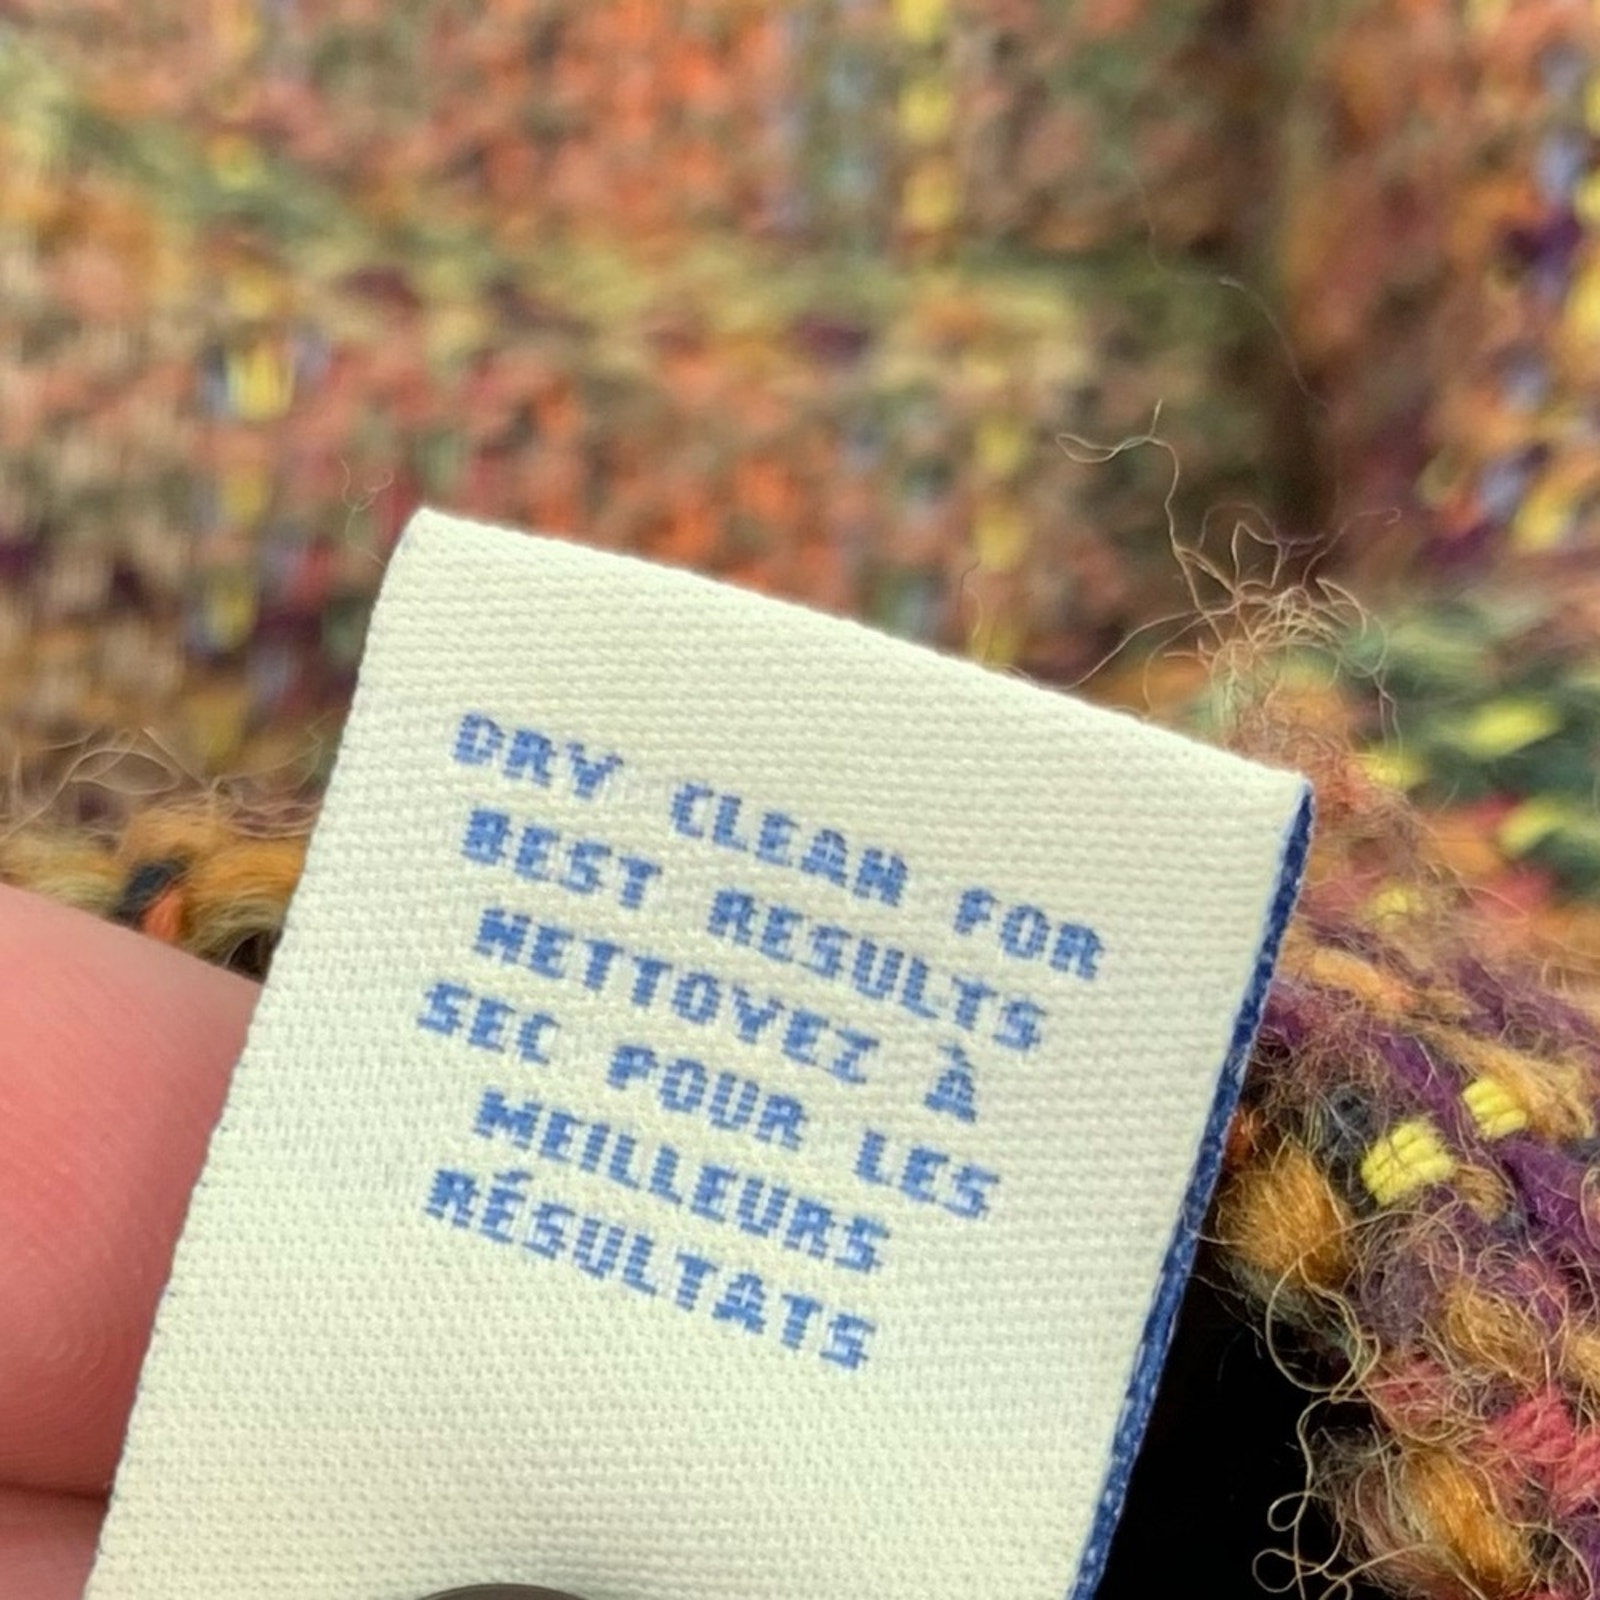 DRY CLEAN FOR
BEST RESULTS
NETTOYEZ À
SEC POUR LES
MEILLEURS
RÉSULTATS